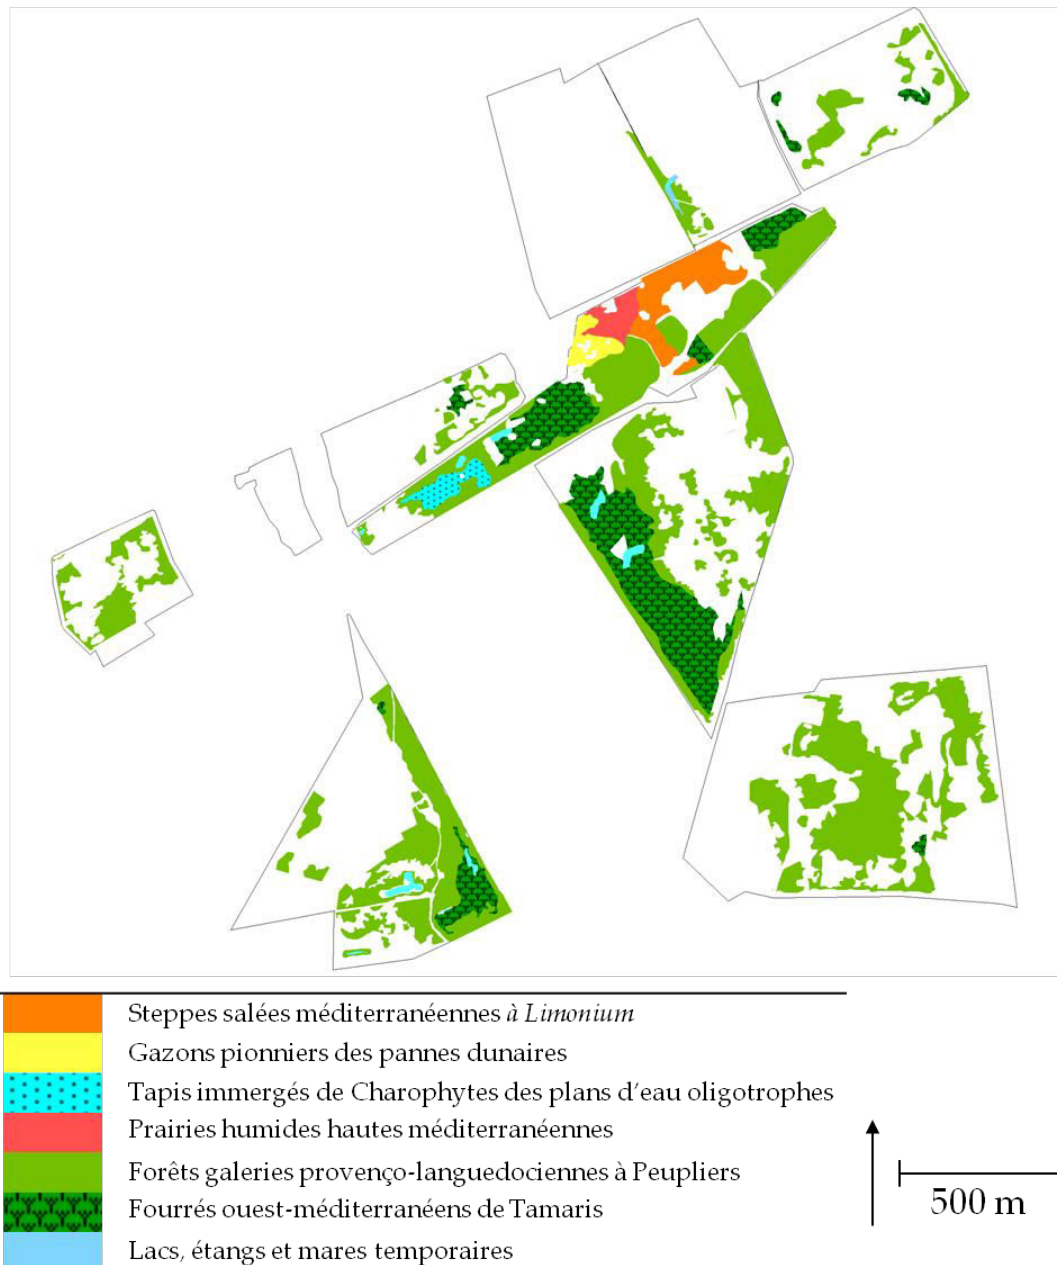 Steppes salées méditerranéennes à Limonium
Gazons pionniers des pannes dunaires
Tapis immergés de Charophytes des plans d'eau oligotrophes
Prairies humides hautes méditerranéennes
Forêts galeries provenço-languedociennes à Peupliers
Fourrés ouest-méditerranéens de Tamaris
Lacs, étangs et mares temporaires
500 m